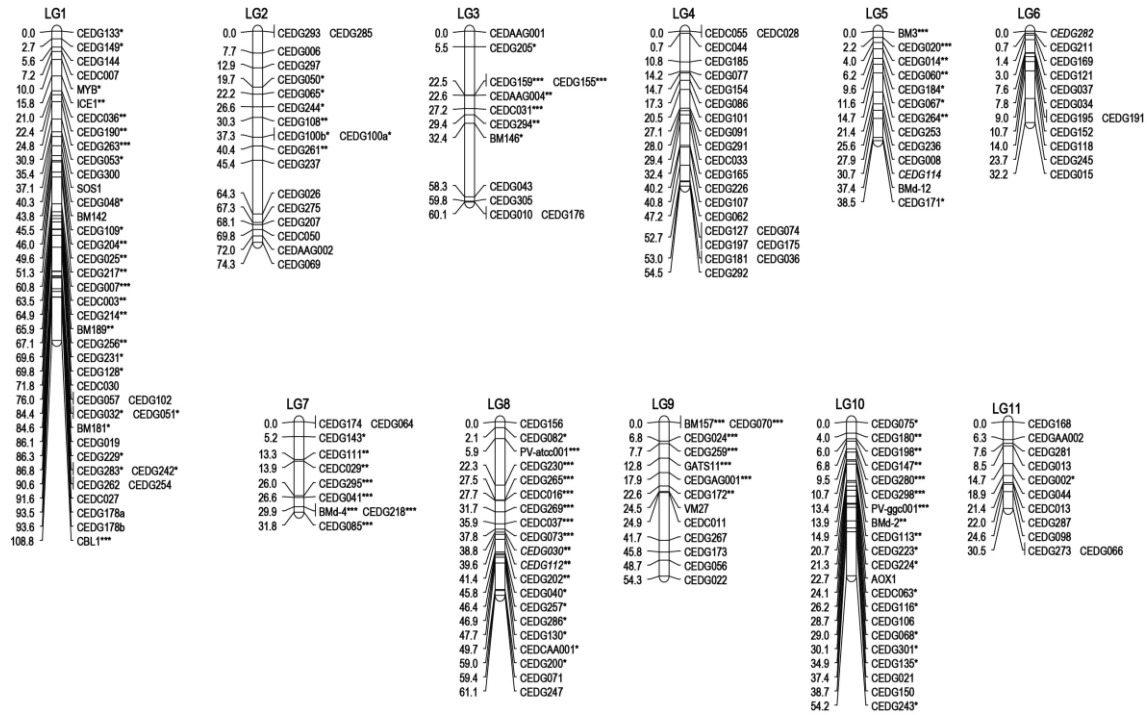 LG1
0.0 CEDG133*
2.7 CEDG149*
5.6 CEDG144
7.2 CEDC007
10.0 MYB*
15.8 ICE1**
21.0 CEDC036**
22.4 CEDG190**
24.8 CEDG263***
30.9 CEDG053*
35.4 CEDG300
37.1 SOS1
40.3 CEDG048*
43.8 BM142
45.5 CEDG109*
46.0 CEDG204**
49.6 CEDG025**
51.3 CEDG217**
60.8 CEDG007***
63.5 CEDC003**
64.9 CEDG214**
65.9 BM189**
67.1 CEDG256**
69.6 CEDG231*
69.8 CEDG128*
71.8 CEDC030
76.0 CEDG057 CEDG102
84.4 CEDG032* CEDG051*
84.6 BM181*
86.1 CEDG019
86.3 CEDG229*
86.8 CEDG283* CEDG242*
90.6 CEDG262 CEDG254
91.6 CEDC027
93.5 CEDG178a
93.6 CEDG178b
108.8 CBL1***
LG2
0.0 CEDG293 CEDG285
7.7 CEDG006
12.9 CEDG297
19.7 CEDG050*
22.2 CEDG065*
26.6 CEDG244*
30.3 CEDG108**
37.3 CEDG100b* CEDG100a*
40.4 CEDG261**
45.4 CEDG237
64.3 CEDG026
67.3 CEDG275
68.1 CEDG207
69.8 CEDC050
72.0 CEDAAG002
74.3 CEDG069
LG3
0.0 CEDAAG001
5.5 CEDG205*
22.5 CEDG159*** CEDG155***
22.6 CEDAAG004**
27.2 CEDC031***
29.4 CEDG294**
32.4 BM146*
58.3 CEDG043
59.8 CEDG305
60.1 CEDG010 CEDG176
LG4
0.0 CEDC055 CEDC028
0.7 CEDC044
10.8 CEDG185
14.2 CEDG077
14.7 CEDG154
17.3 CEDG086
20.5 CEDG101
27.1 CEDG091
28.0 CEDG291
29.4 CEDC033
32.4 CEDG165
40.2 CEDG226
40.8 CEDG107
47.2 CEDG062
52.7 CEDG127 CEDG074
CEDG197 CEDG175
53.0 CEDG181 CEDG036
54.5 CEDG292
LG5
0.0 BM3***
2.2 CEDG020***
4.0 CEDG014**
6.2 CEDG060**
9.6 CEDG184*
11.6 CEDG067*
14.7 CEDG264**
21.4 CEDG253
25.6 CEDG236
27.9 CEDG008
30.7 CEDG114
37.4 BMd-12
38.5 CEDG171*
LG6
0.0 CEDG282
0.7 CEDG211
1.4 CEDG169
3.0 CEDG121
7.6 CEDG037
7.8 CEDG034
9.0 CEDG195 CEDG191
10.7 CEDG152
14.0 CEDG118
23.7 CEDG245
32.2 CEDG015
LG7
0.0 CEDG174 CEDG064
5.2 CEDG143*
13.3 CEDG111**
13.9 CEDC029**
26.0 CEDG295***
26.6 CEDG041***
29.9 BMd-4*** CEDG218***
31.8 CEDG085***
LG8
0.0 CEDG156
2.1 CEDG082*
5.9 PV-atcc001***
22.3 CEDG230***
27.5 CEDG265***
27.7 CEDC016***
31.7 CEDG269***
35.9 CEDC037***
37.8 CEDG073***
38.8 CEDG030**
39.6 CEDG112**
41.4 CEDG202**
45.8 CEDG040*
46.4 CEDG257*
46.9 CEDG286*
47.7 CEDG130*
49.7 CEDCAA001*
59.0 CEDG200*
59.4 CEDG071
61.1 CEDG247
LG9
0.0 BM157*** CEDG070***
6.8 CEDG024***
7.7 CEDG259***
12.8 GATS11***
17.9 CEDGAG001***
22.6 CEDG172**
24.5 VM27
24.9 CEDC011
41.7 CEDG267
45.8 CEDG173
48.7 CEDG056
54.3 CEDG022
LG10
0.0 CEDG075*
4.0 CEDG180**
6.0 CEDG198**
6.8 CEDG147**
9.5 CEDG280***
10.7 CEDG298***
13.4 PV-ggc001***
13.9 BMd-2**
14.9 CEDG113**
20.7 CEDG223*
21.3 CEDG224*
22.7 AOX1
24.1 CEDC063*
26.2 CEDG116*
28.7 CEDG106
29.0 CEDG068*
30.1 CEDG301*
34.9 CEDG135*
37.4 CEDG021
38.7 CEDG150
54.2 CEDG243*
LG11
0.0 CEDG168
6.3 CEDGAA002
7.6 CEDG281
8.5 CEDG013
14.7 CEDG002*
18.9 CEDG044
21.4 CEDC013
22.0 CEDG287
24.6 CEDG098
30.5 CEDG273 CEDG066